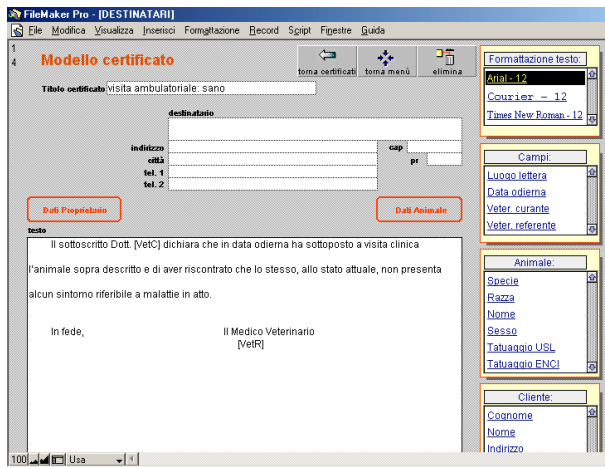 FileMaker Pro - [DESTINATARI]
File Modifica Visualizza Inserisci Formattazione Record Script Finestre Guida
1
4
Modello certificato
torna certificati torna menù elimina
Titolo certificato visita ambulatoriale: sano
destinatario
indirizzo cap
città pr
tel. 1
tel. 2
Dati Proprietario Dati Animale
testo
Il sottoscritto Dott. [VetC] dichiara che in data odierna ha sottoposto a visita clinica
l'animale sopra descritto e di aver riscontrato che lo stesso, allo stato attuale, non presenta
alcun sintomo riferibile a malattie in atto.
In fede, Il Medico Veterinario
[VetR]
Formattazione testo:
Arial - 12
Courier - 12
Times New Roman - 12
Campi:
Luogo lettera
Data odierna
Veter. curante
Veter. referente
Animale:
Specie
Razza
Nome
Sesso
Tatuaggio USL
Tatuaggio ENCI
Cliente:
Cognome
Nome
Indirizzo
100 Usa